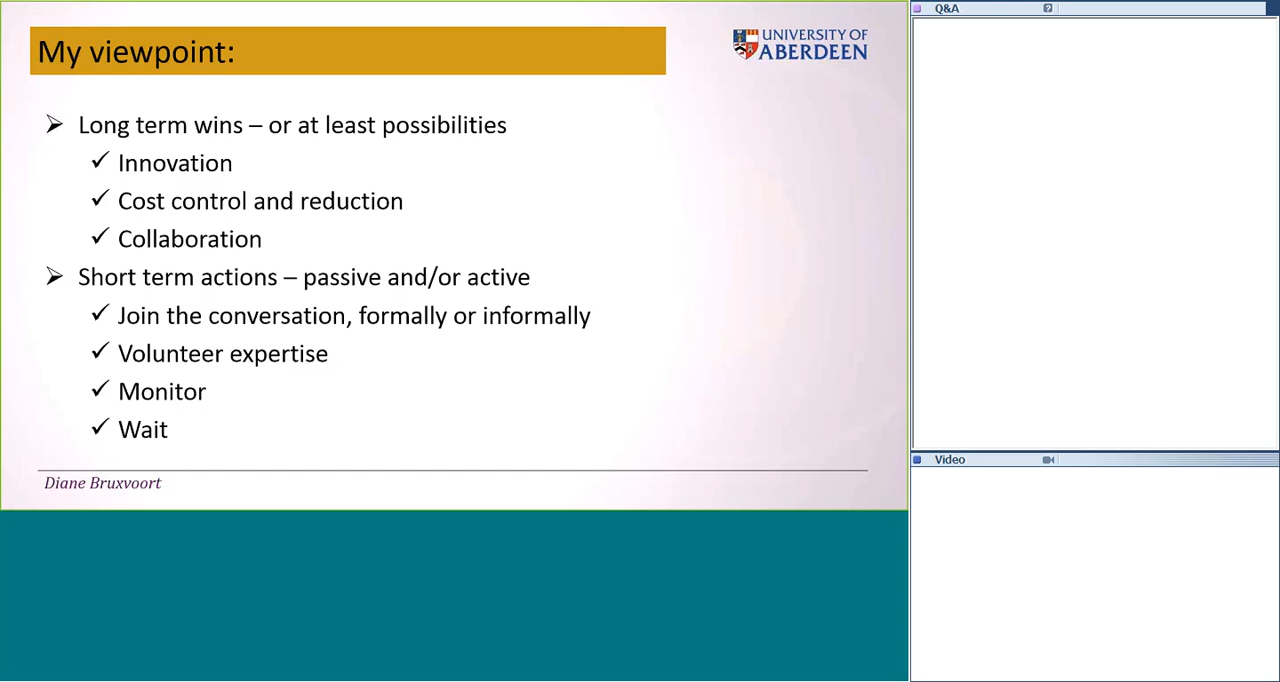 My viewpoint:
UNIVERSITY OF
ABERDEEN
Long term wins – or at least possibilities
Innovation
Cost control and reduction
Collaboration
Short term actions – passive and/or active
Join the conversation, formally or informally
Volunteer expertise
Monitor
Wait
Diane Bruxvoort
Q&A
?
Video